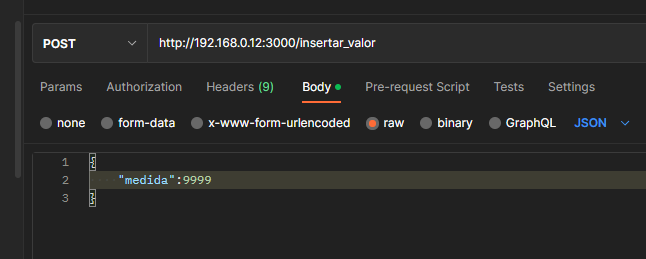 POST http://192.168.0.12:3000/insertar_valor
Params Authorization Headers (9) Body Pre-request Script Tests Settings
none form-data x-www-form-urlencoded raw binary GraphQL JSON
1 {
2 "medida":9999
3 }